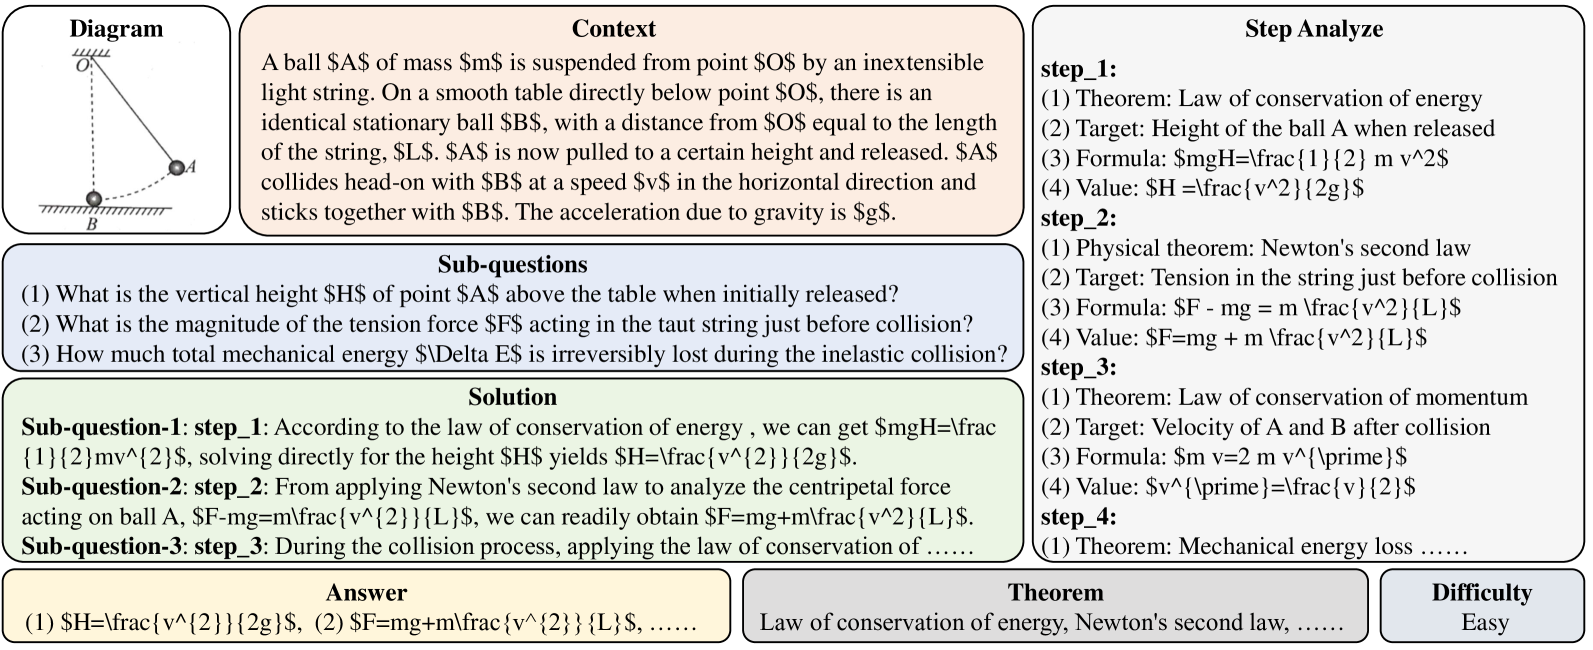 Diagram
O
A
B
Context
A ball $A$ of mass $m$ is suspended from point $O$ by an inextensible
light string. On a smooth table directly below point $O$, there is an
identical stationary ball $B$, with a distance from $O$ equal to the length
of the string, $L$. $A$ is now pulled to a certain height and released. $A$
collides head-on with $B$ at a speed $v$ in the horizontal direction and
sticks together with $B$. The acceleration due to gravity is $g$.
Sub-questions
(1) What is the vertical height $H$ of point $A$ above the table when initially released?
(2) What is the magnitude of the tension force $F$ acting in the taut string just before collision?
(3) How much total mechanical energy $\Delta E$ is irreversibly lost during the inelastic collision?
Solution
Sub-question-1: step_1: According to the law of conservation of energy , we can get $mgH=\frac
{1}{2}mv^{2}$, solving directly for the height $H$ yields $H=\frac{v^{2}}{2g}$.
Sub-question-2: step_2: From applying Newton's second law to analyze the centripetal force
acting on ball A, $F-mg=m\frac{v^{2}}{L}$, we can readily obtain $F=mg+m\frac{v^2}{L}$.
Sub-question-3: step_3: During the collision process, applying the law of conservation of ……
Step Analyze
step_1:
(1) Theorem: Law of conservation of energy
(2) Target: Height of the ball A when released
(3) Formula: $mgH=\frac{1}{2} m v^2$
(4) Value: $H =\frac{v^2}{2g}$
step_2:
(1) Physical theorem: Newton's second law
(2) Target: Tension in the string just before collision
(3) Formula: $F - mg = m \frac{v^2}{L}$
(4) Value: $F=mg + m \frac{v^2}{L}$
step_3:
(1) Theorem: Law of conservation of momentum
(2) Target: Velocity of A and B after collision
(3) Formula: $m v=2 m v^{\prime}$
(4) Value: $v^{\prime}=\frac{v}{2}$
step_4:
(1) Theorem: Mechanical energy loss ……
Answer
(1) $H=\frac{v^{2}}{2g}$, (2) $F=mg+m\frac{v^{2}}{L}$, ……
Theorem
Law of conservation of energy, Newton's second law, ……
Difficulty
Easy